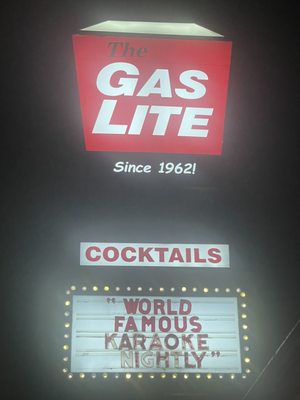 The
GAS
LITE
Since 1962!
COCKTAILS
"WORLD
FAMOUS
KARAOKE
NIGHTLY"